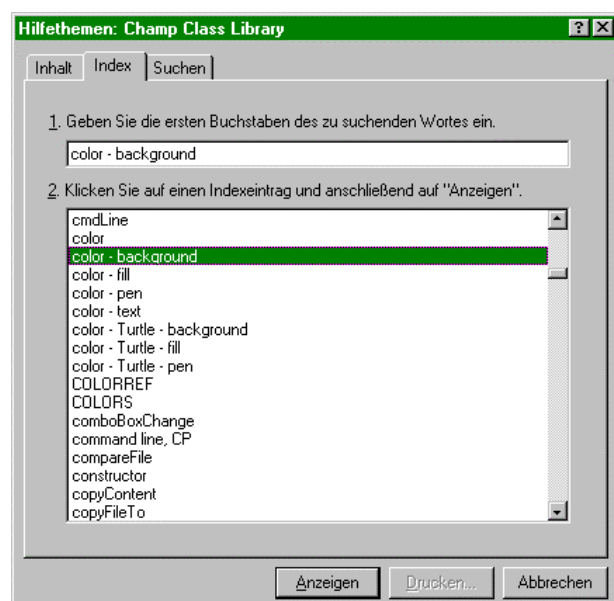 Hilfethemen: Champ Class Library
Inhalt Index Suchen
1. Geben Sie die ersten Buchstaben des zu suchenden Wortes ein.
color - background
2. Klicken Sie auf einen Indexeintrag und anschließend auf "Anzeigen".
cmdLine
color
color - background
color - fill
color - pen
color - text
color - Turtle - background
color - Turtle - fill
color - Turtle - pen
COLORREF
COLORS
comboBoxChange
command line, CP
compareFile
constructor
copyContent
copyFileTo
Anzeigen Drucken... Abbrechen